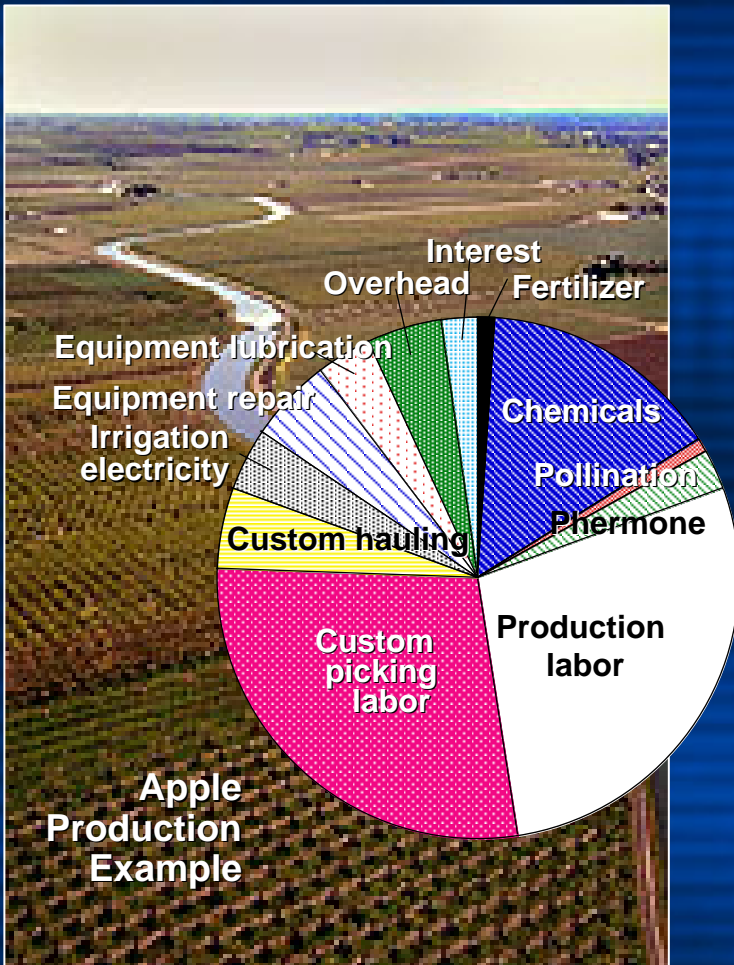 Interest
Overhead
Fertilizer
Equipment lubrication
Equipment repair
Irrigation
electricity
Chemicals
Pollination
Phermone
Custom hauling
Production
labor
Custom
picking
labor
Apple
Production
Example